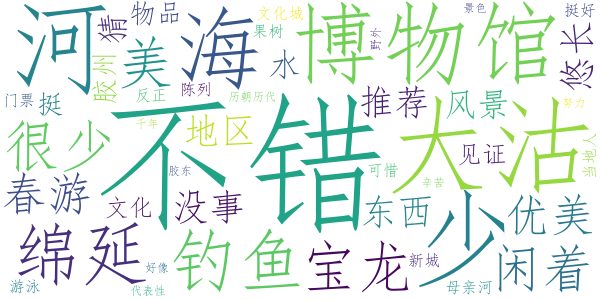 河
猜
物品
海
文化城
果树
博物馆
野外
景色
挺好
悠长
胶州
美
陈列
水
门票
挺
反正
历朝历代
推荐
风景
努力
很少
不错
千年
地区
大沽
见证
当地人
春游
文化
没事
胶东
可惜
辛苦
东西
少
优美
绵延
钓鱼
宝龙
新城
闲着
游泳
好像
代表性
母亲河